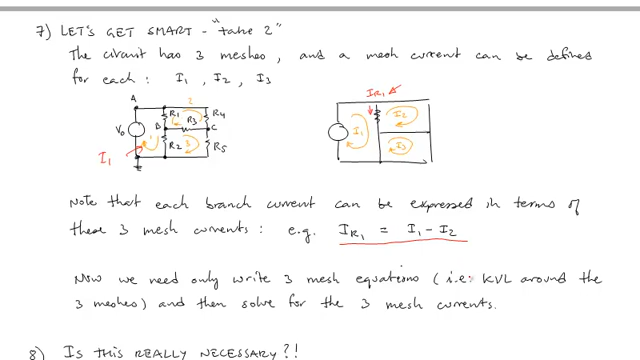 7) LET'S GET SMART - "take 2"
The circuit has 3 meshes, and a mesh current can be defined
for each: I1, I2, I3
A
2
R1
R4
V0
B
R3
C
1
R2
3
R5
I1
IR1
I1
I2
I3
Note that each branch current can be expressed in terms of
these 3 mesh currents: e.g. IR1 = I1 - I2
Now we need only write 3 mesh equations (i.e. KVL around the
3 meshes) and then solve for the 3 mesh currents.
8) IS THIS REALLY NECESSARY?!